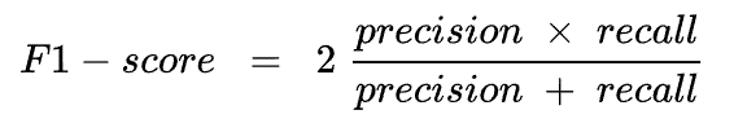 F1 − score = 2 precision × recall
precision + recall